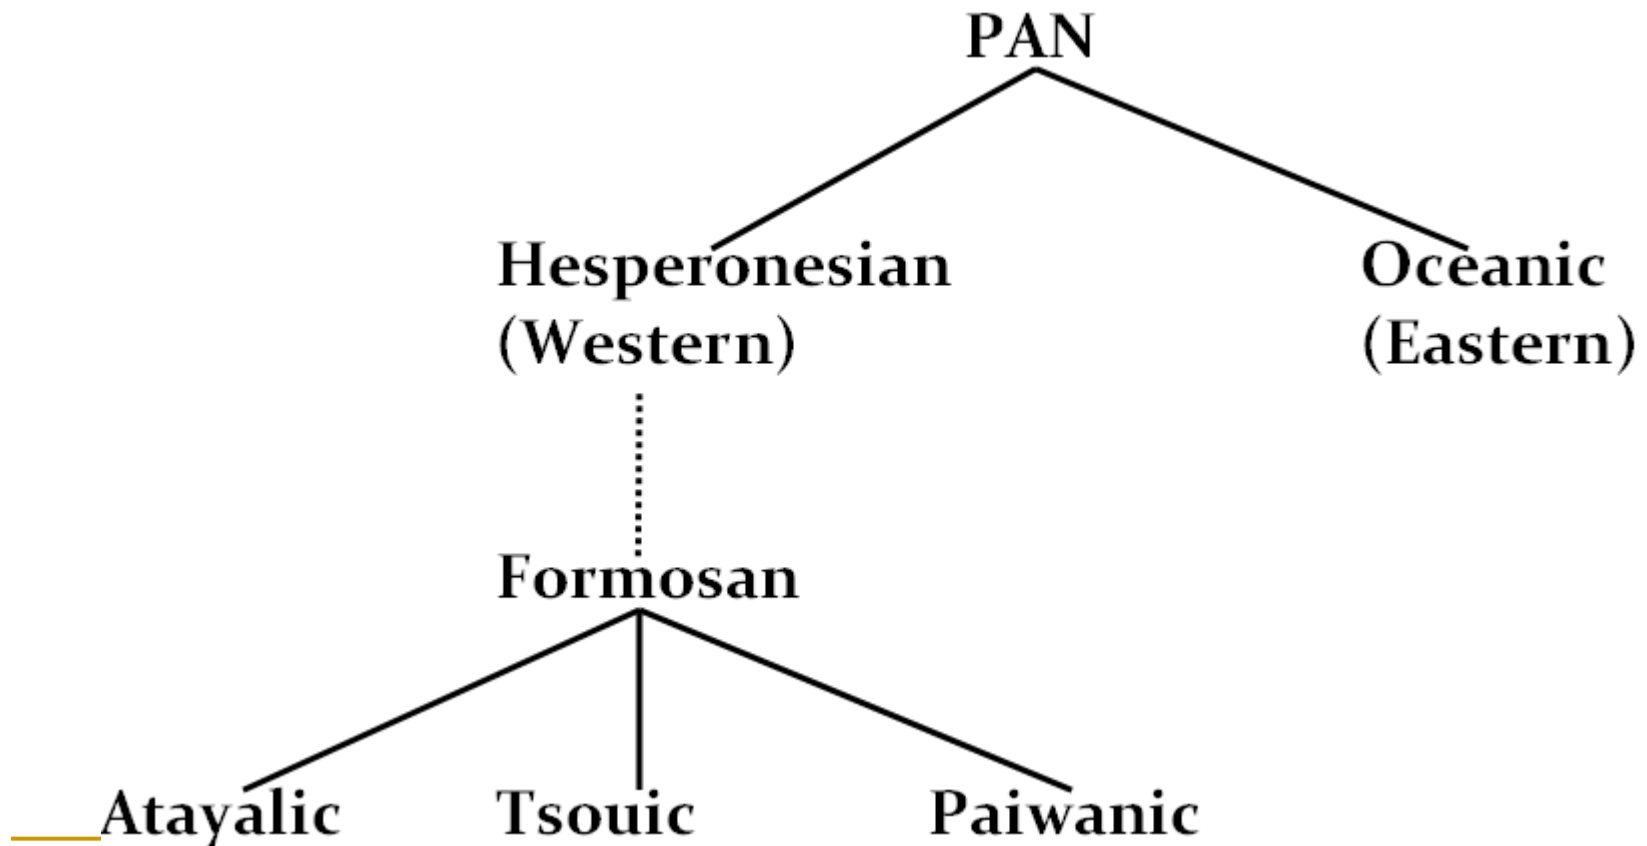 PAN
Hesperonesian
(Western)
Oceanic
(Eastern)
Formosan
Atayalic
Tsouic
Paiwanic